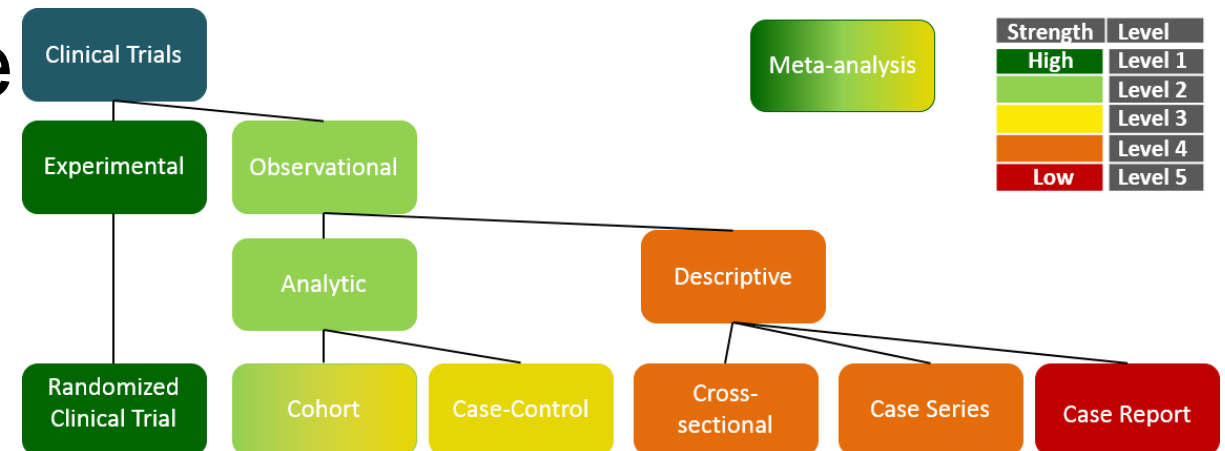 e
Clinical Trials
Meta-analysis
Strength Level
High Level 1
Level 2
Level 3
Level 4
Low Level 5
Experimental
Observational
Analytic
Descriptive
Randomized
Clinical Trial
Cohort
Case-Control
Cross-
sectional
Case Series
Case Report